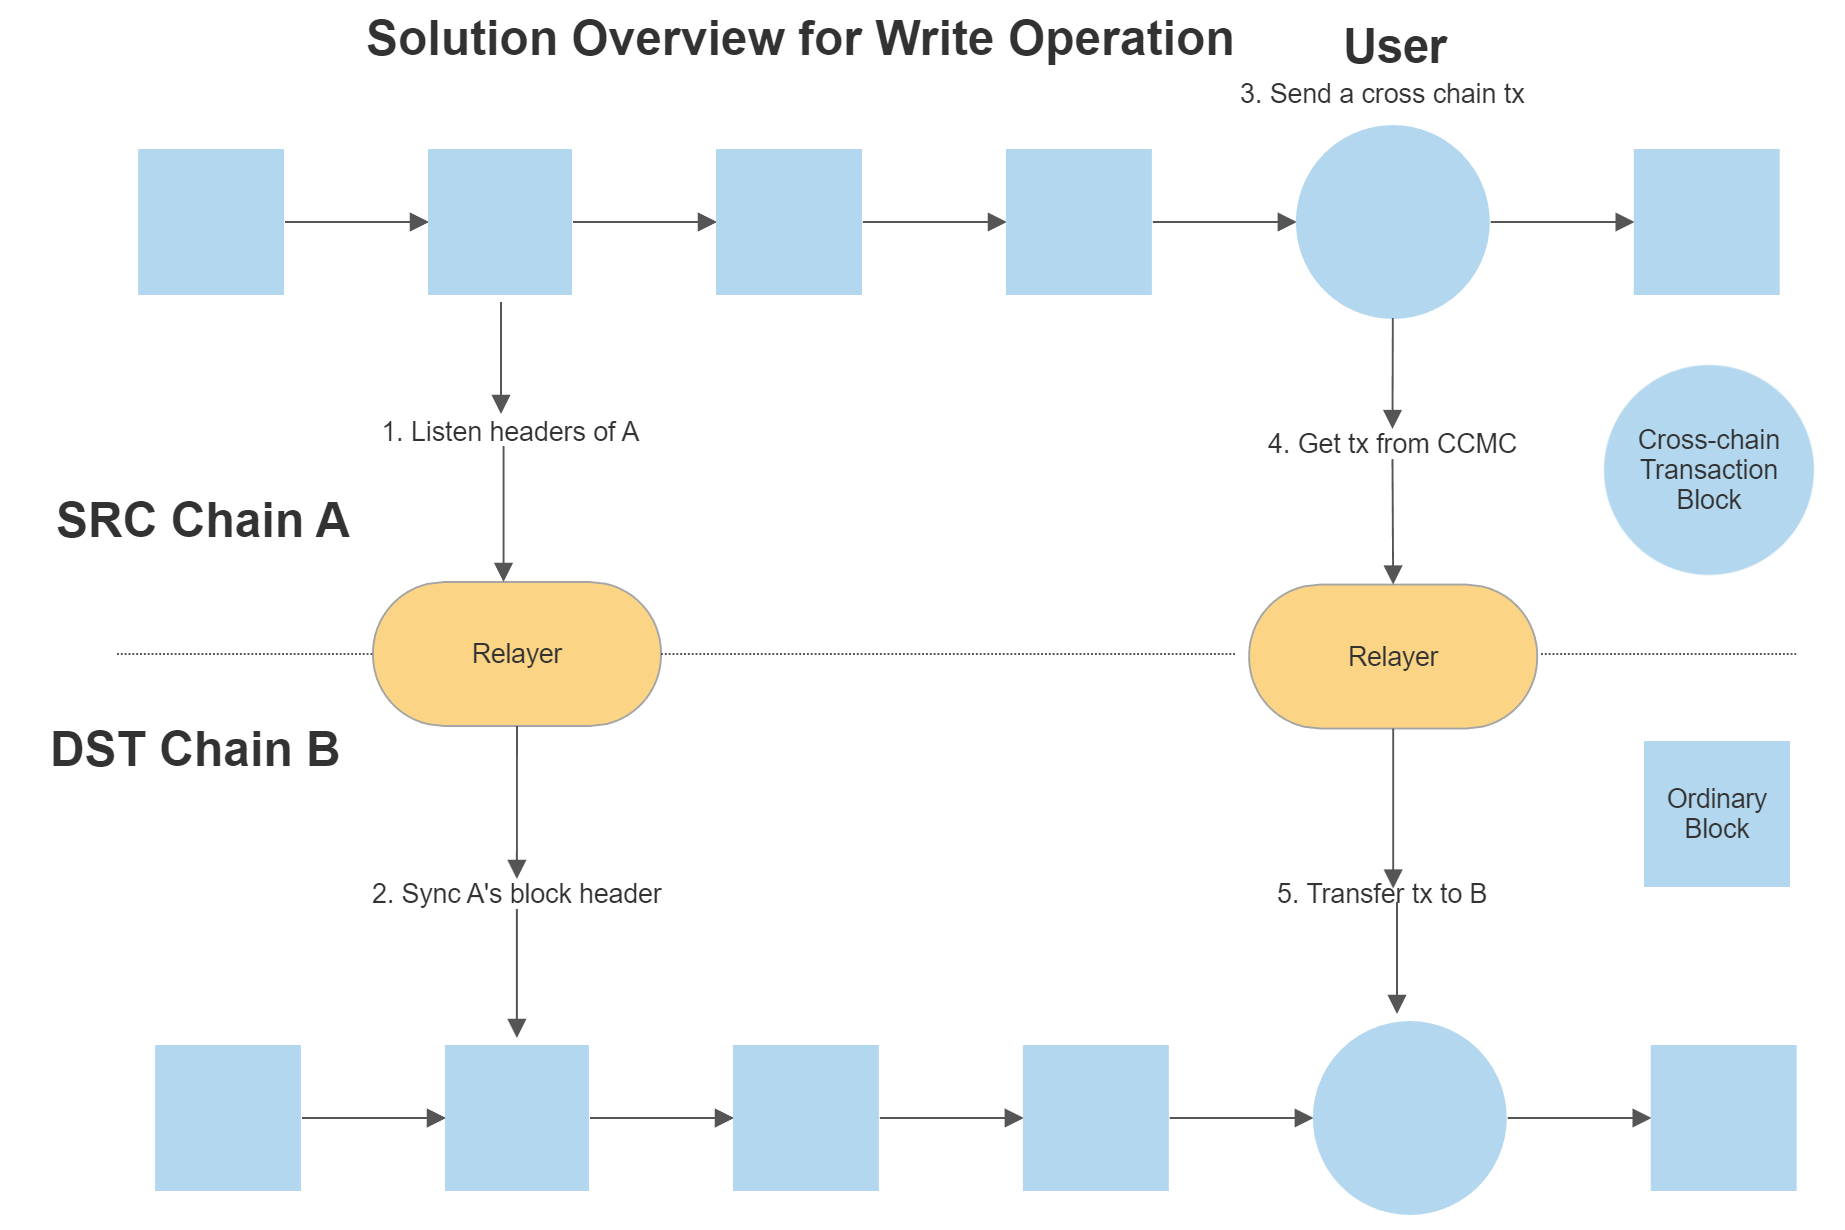 Solution Overview for Write Operation
User
3. Send a cross chain tx
1. Listen headers of A
4. Get tx from CCMC
Cross-chain
Transaction
Block
SRC Chain A
Relayer
Relayer
DST Chain B
Ordinary
Block
2. Sync A's block header
5. Transfer tx to B